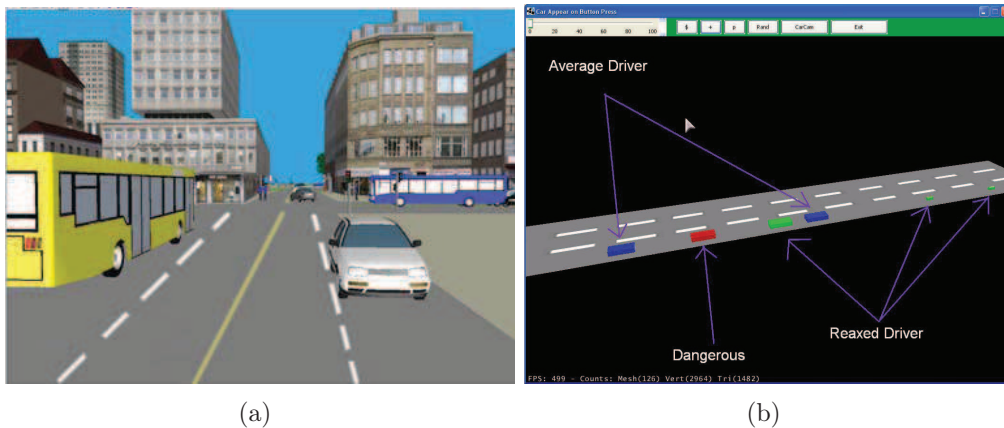 Car Appear on Button Press
0 20 40 60 80 100
$ + p Rand CarCam Exit
Average Driver
Reaxed Driver
Dangerous
FPS: 499 - Counts: Mesh(126) Vert(2964) Tri(1482)
(a) (b)